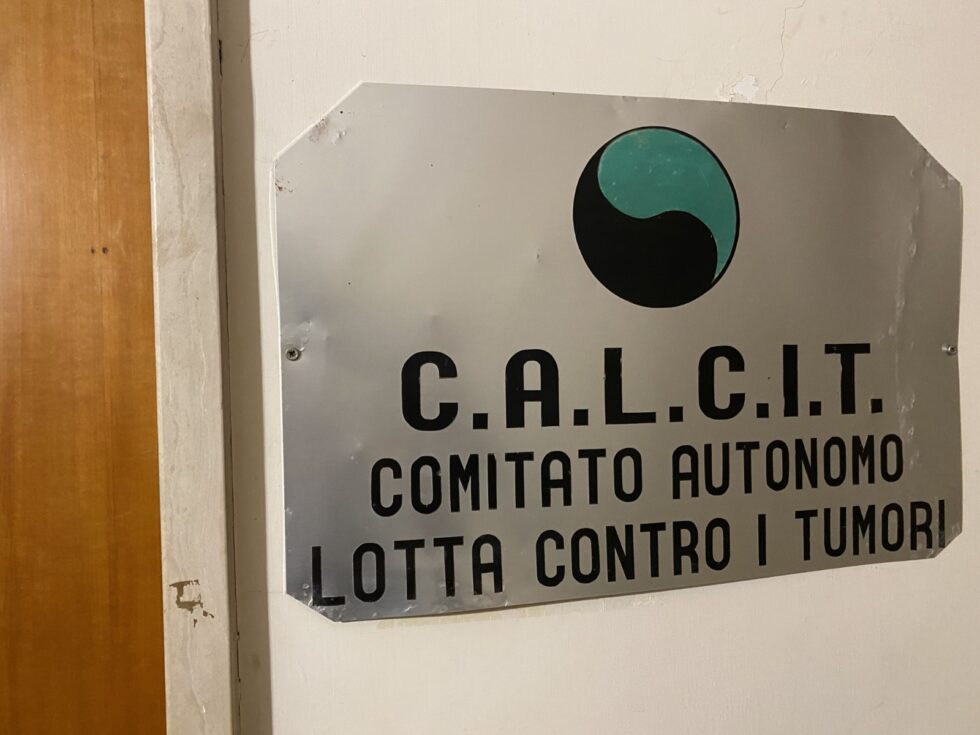 C.A.L.C.I.T.
COMITATO AUTONOMO
LOTTA CONTRO I TUMORI